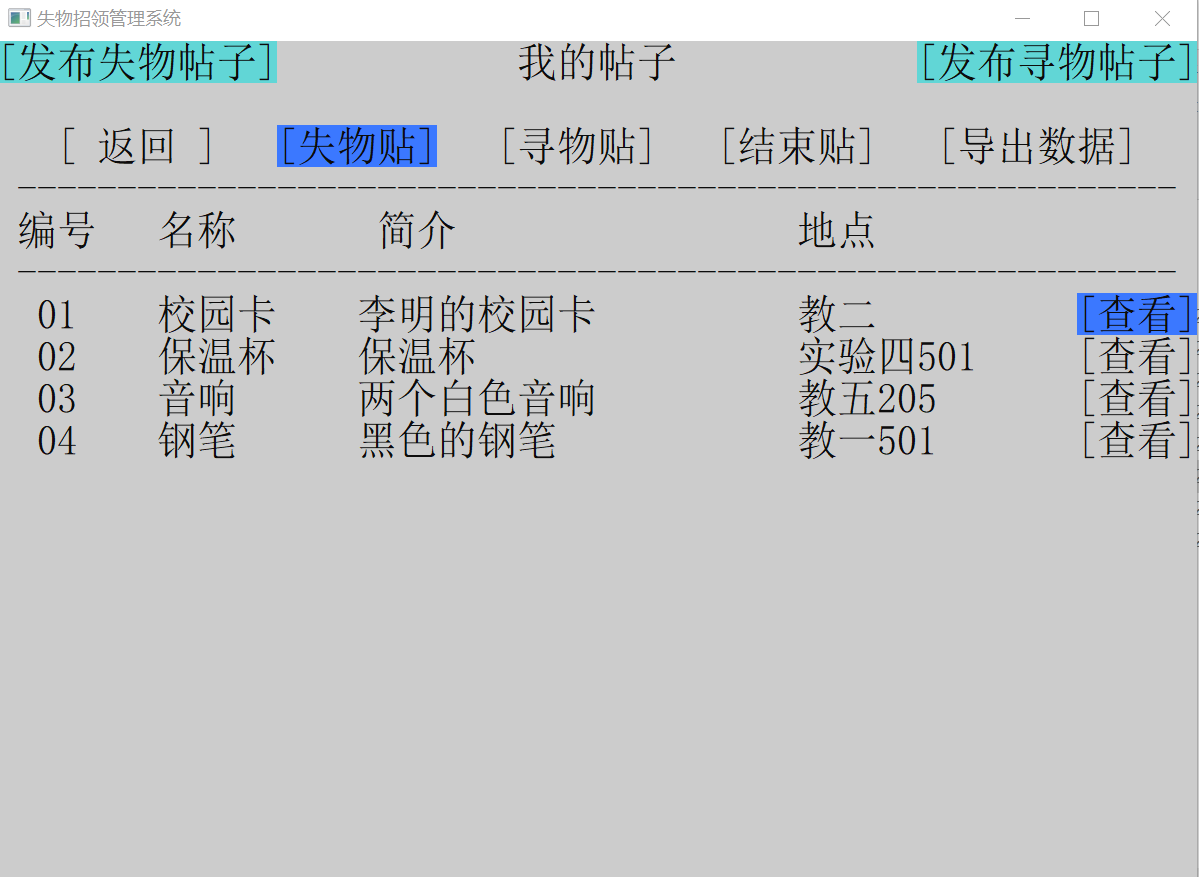 失物招领管理系统
[发布失物帖子] 我的帖子 [发布寻物帖子]
[ 返回 ] [失物贴] [寻物贴] [结束贴] [导出数据]
----------------------------------------------------------
编号 名称 简介 地点
----------------------------------------------------------
01 校园卡 李明的校园卡 教二 [查看]
02 保温杯 保温杯 实验四501 [查看]
03 音响 两个白色音响 教五205 [查看]
04 钢笔 黑色的钢笔 教一501 [查看]